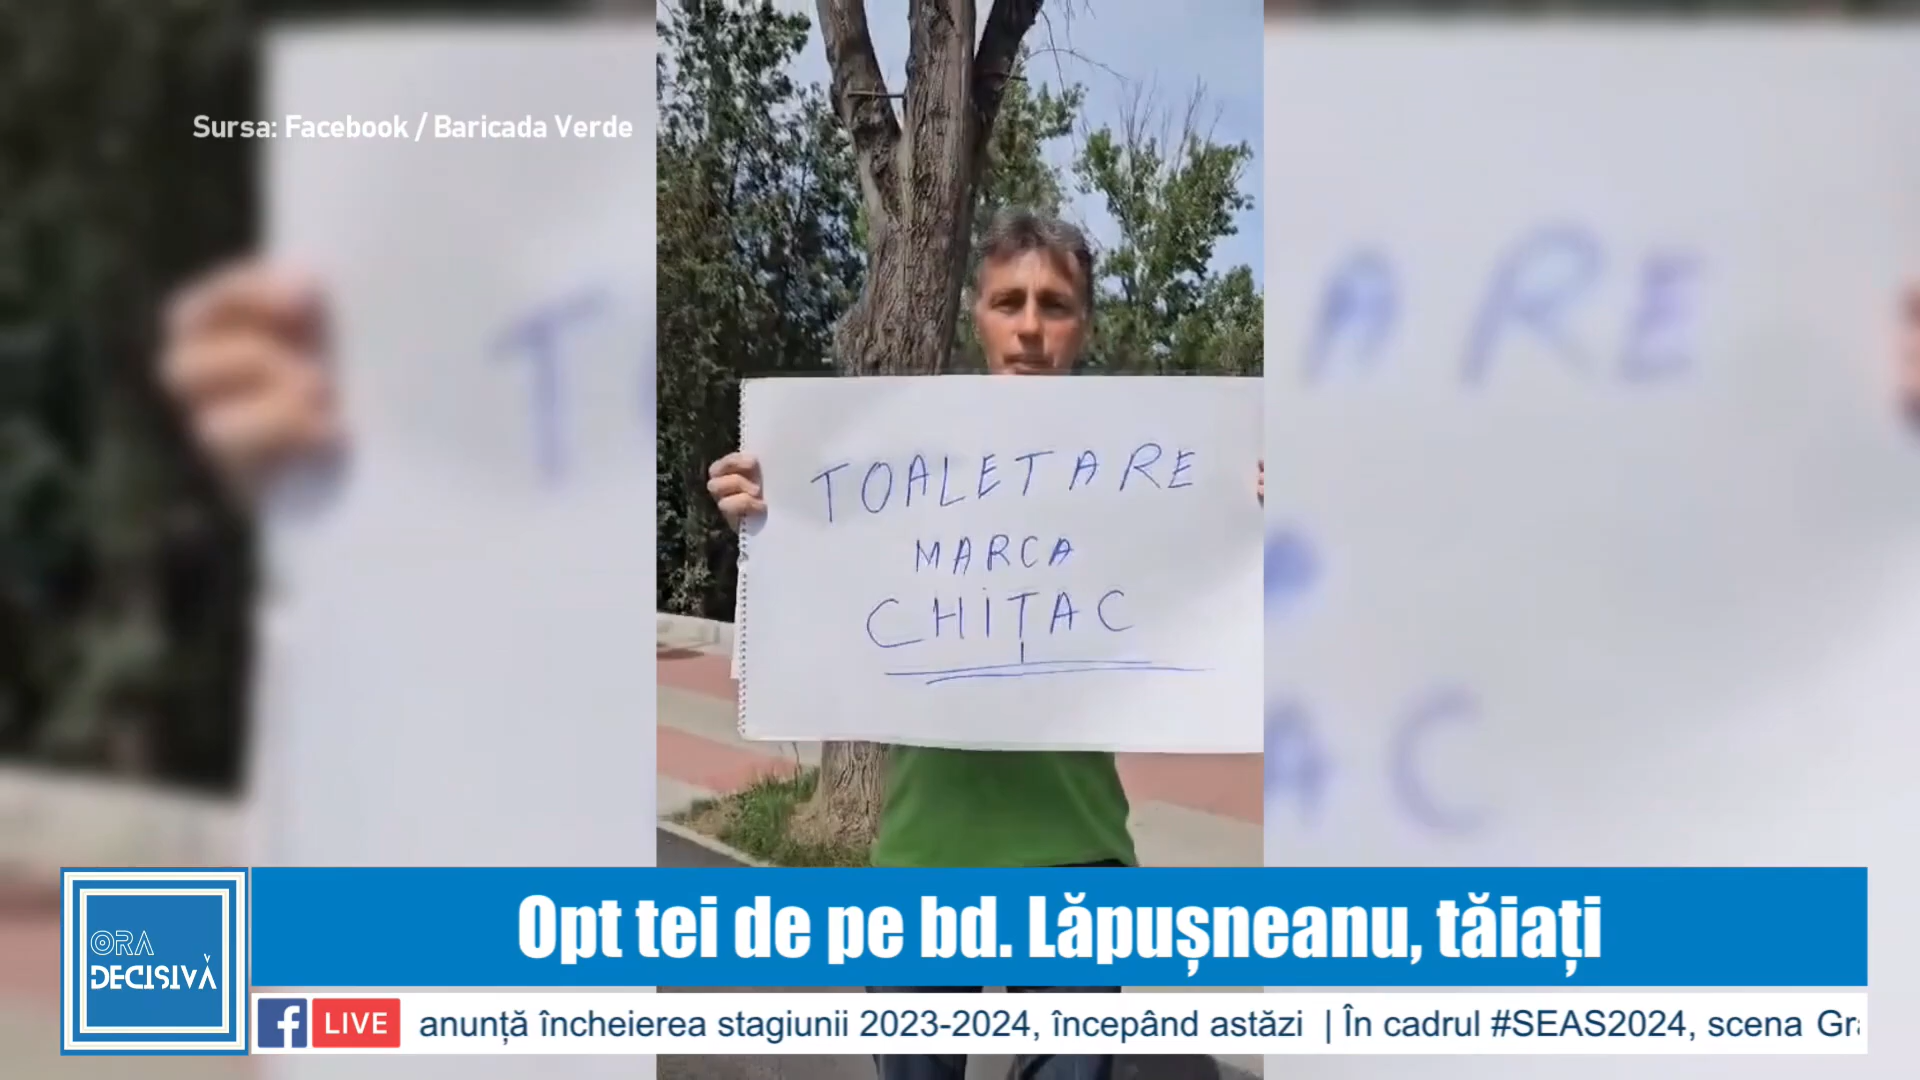 Sursa: Facebook / Baricada Verde
TOALETARE
MARCA
CHIȚAC
Opt tei de pe bd. Lăpușneanu, tăiați
ORA
DECISIVĂ
LIVE
anunță încheierea stagiunii 2023-2024, începând astăzi | În cadrul #SEAS2024, scena